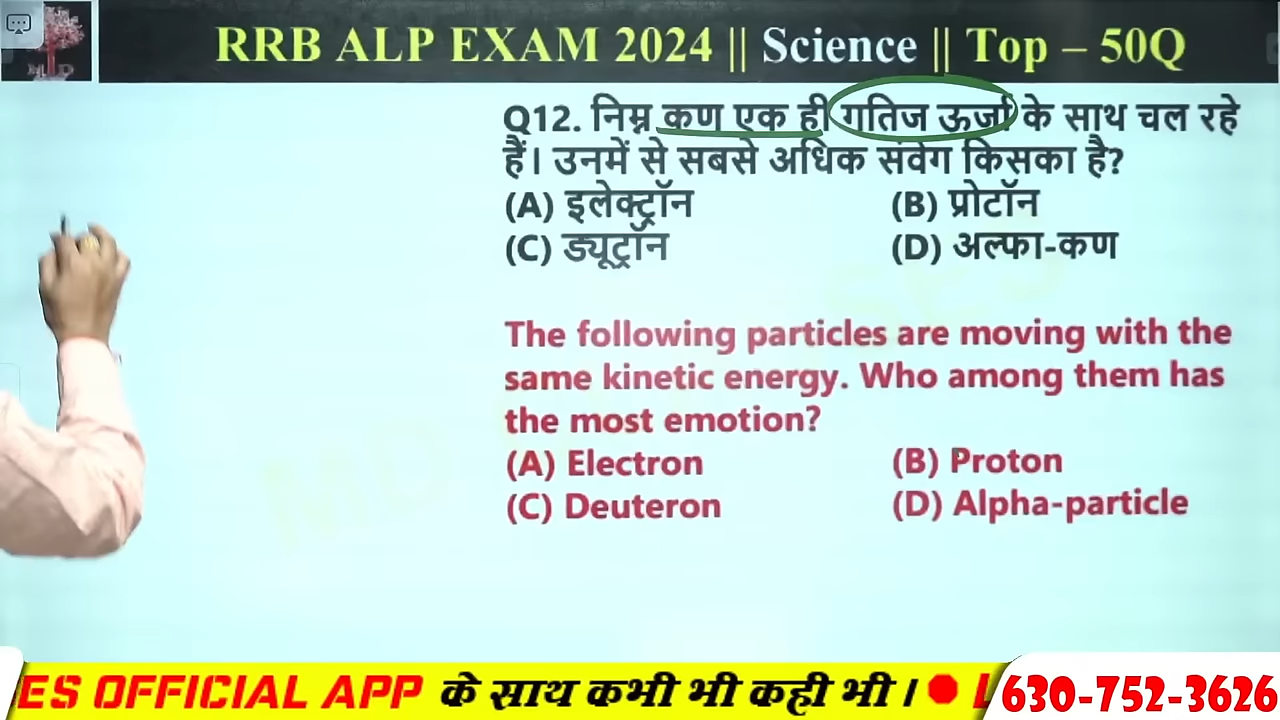 RRB ALP EXAM 2024 || Science || Top – 50Q
Q12. निम्न कण एक ही गतिज ऊर्जा के साथ चल रहे
हैं। उनमें से सबसे अधिक संवेग किसका है?
(A) इलेक्ट्रॉन (B) प्रोटॉन
(C) ड्यूट्रॉन (D) अल्फा-कण
The following particles are moving with the
same kinetic energy. Who among them has
the most emotion?
(A) Electron (B) Proton
(C) Deuteron (D) Alpha-particle
ES OFFICIAL APP के साथ कभी भी कही भी ।
630-752-3626